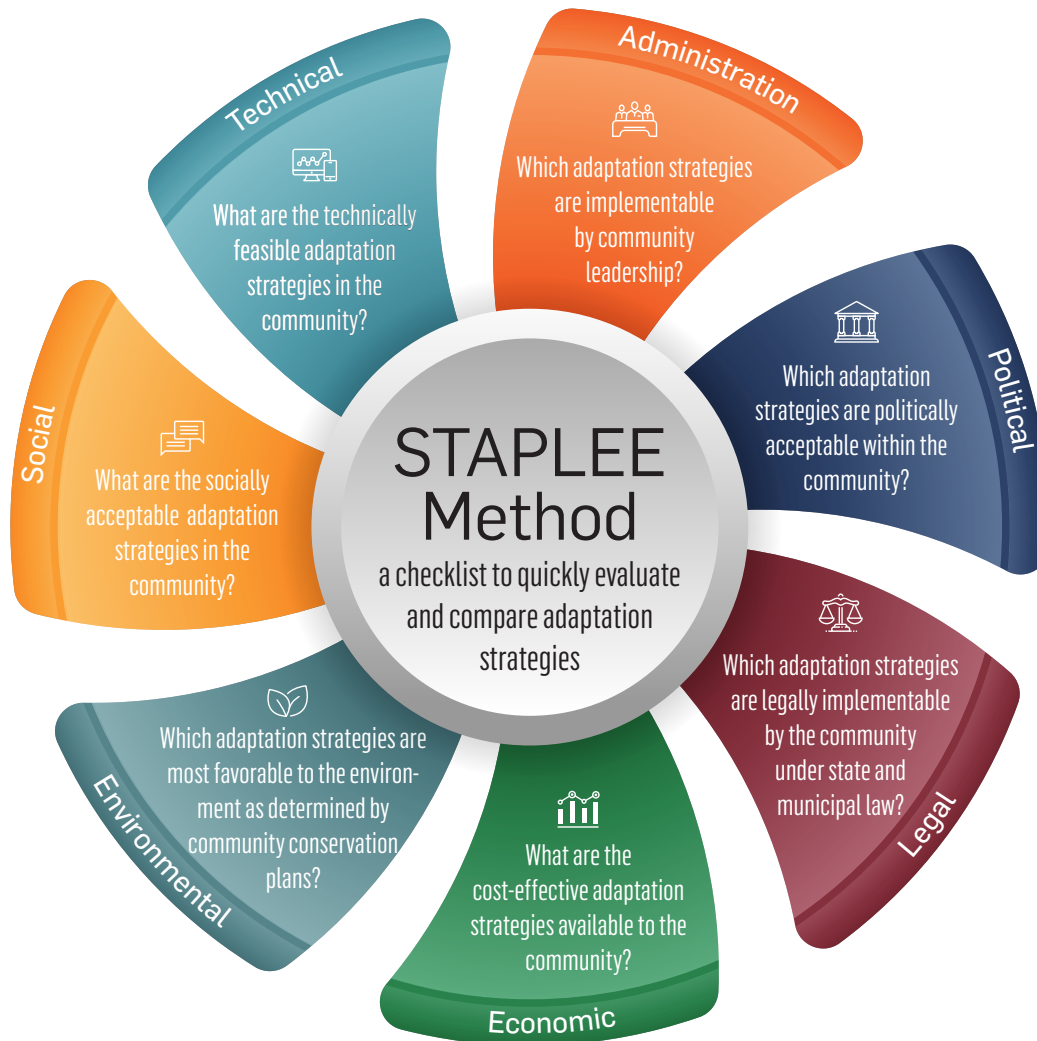 STAPLEE
Method
a checklist to quickly evaluate
and compare adaptation
strategies
Social
What are the socially
acceptable adaptation
strategies in the
community?
Technical
What are the technically
feasible adaptation
strategies in the
community?
Administration
Which adaptation strategies
are implementable
by community
leadership?
Political
Which adaptation
strategies are politically
acceptable within the
community?
Legal
Which adaptation strategies
are legally implementable
by the community
under state and
municipal law?
Economic
What are the
cost-effective adaptation
strategies available to the
community?
Environmental
Which adaptation strategies are
most favorable to the environ-
ment as determined by
community conservation
plans?